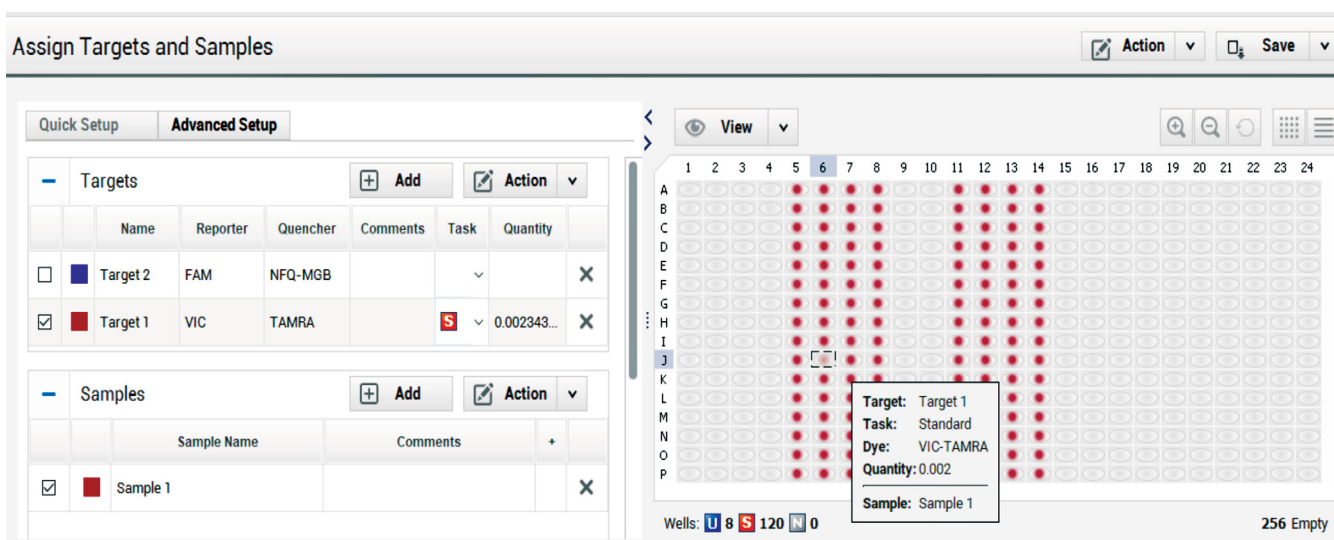 Assign Targets and Samples
Action
Save
Quick Setup
Advanced Setup
View
Targets
Add
Action
Name Reporter Quencher Comments Task Quantity
Target 2 FAM NFQ-MGB
Target 1 VIC TAMRA S 0.002343...
Samples
Add
Action
Sample Name Comments +
Sample 1
1 2 3 4 5 6 7 8 9 10 11 12 13 14 15 16 17 18 19 20 21 22 23 24
A
B
C
D
E
F
G
H
I
J
K
L
M
N
O
P
Target: Target 1
Task: Standard
Dye: VIC-TAMRA
Quantity: 0.002
Sample: Sample 1
Wells: U 8 S 120 N 0
256 Empty